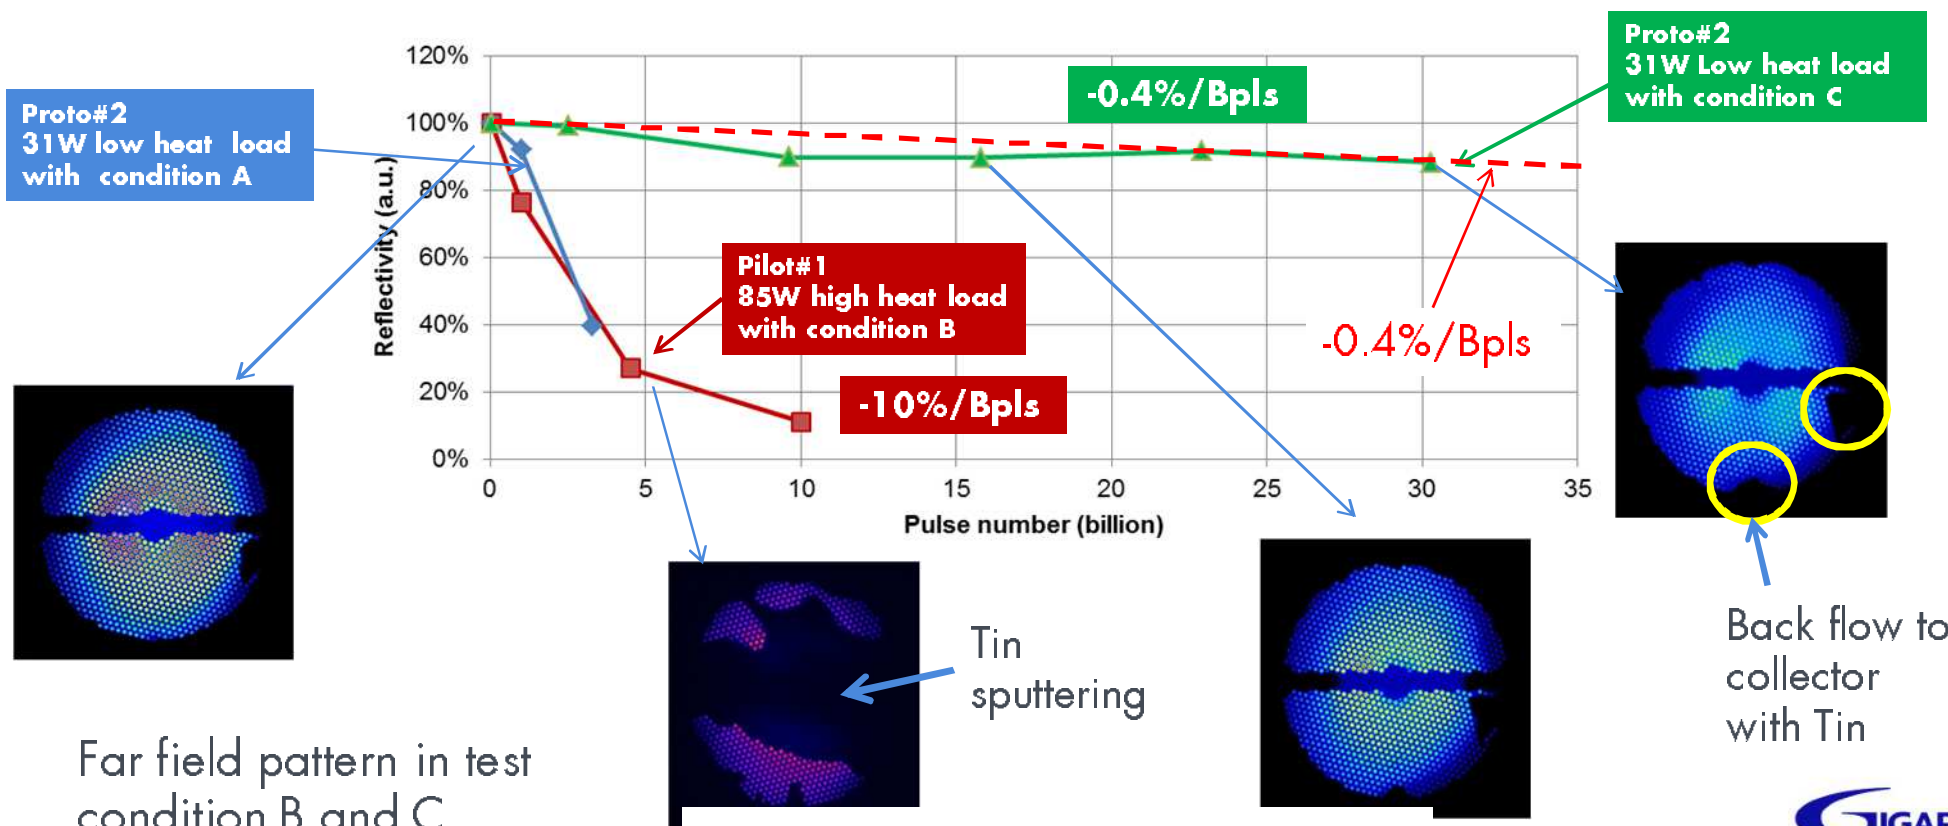 Proto#2
31W low heat load
with condition A
120%
100%
80%
60%
40%
20%
0%
Reflectivity (a.u.)
0 5 10 15 20 25 30 35
Pulse number (billion)
-0.4%/Bpls
Proto#2
31W Low heat load
with condition C
Pilot#1
85W high heat load
with condition B
-10%/Bpls
-0.4%/Bpls
Tin
sputtering
Back flow to
collector
with Tin
Far field pattern in test
condition B and C